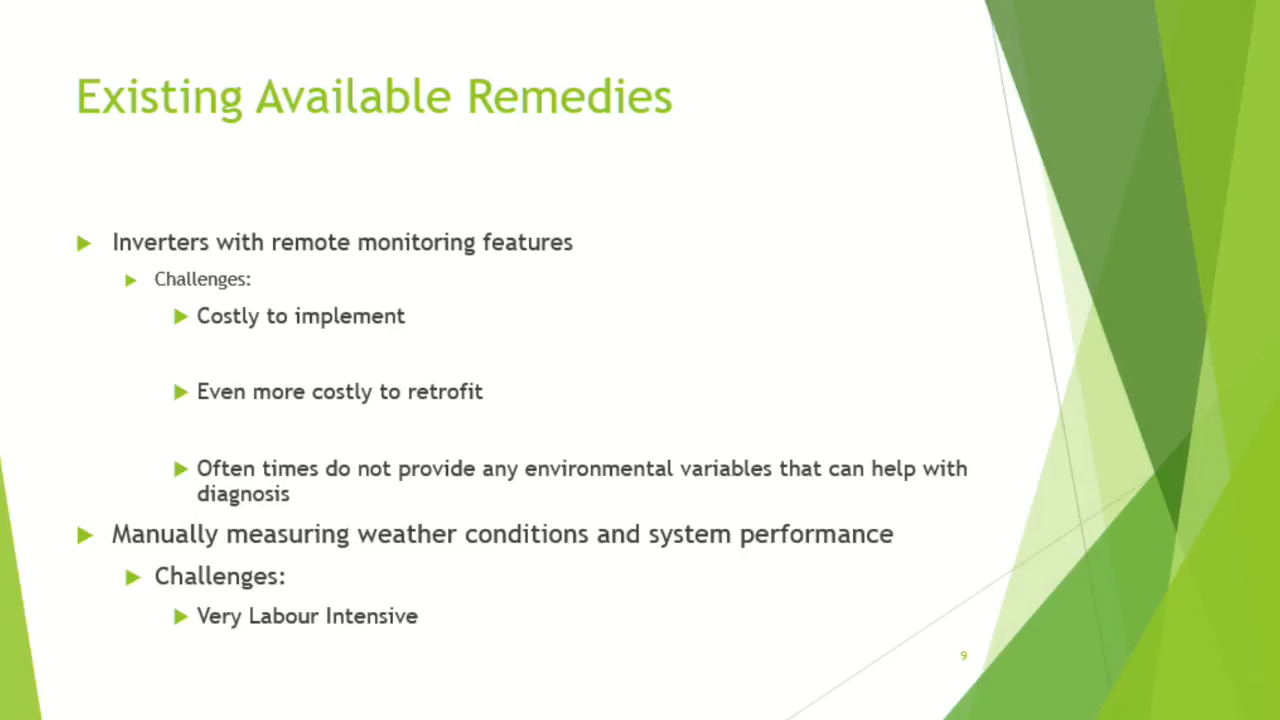 Existing Available Remedies
Inverters with remote monitoring features
Challenges:
Costly to implement
Even more costly to retrofit
Often times do not provide any environmental variables that can help with
diagnosis
Manually measuring weather conditions and system performance
Challenges:
Very Labour Intensive
9